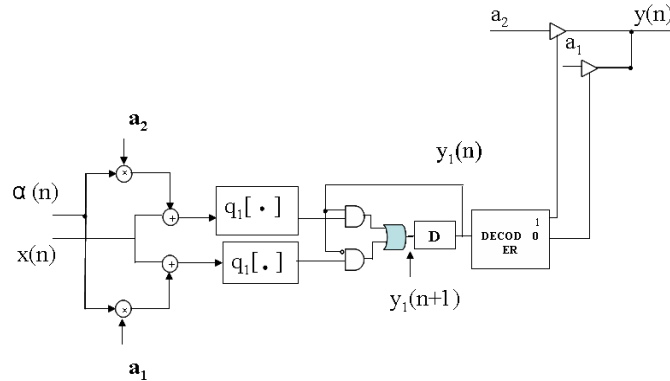 a₂ y(n)
a₁
a₂
y₁(n)
α(n)
x
q₁[ • ]
+
D
DECOD 1
ER 0
x(n)
+
q₁[ . ]
y₁(n+1)
x
a₁